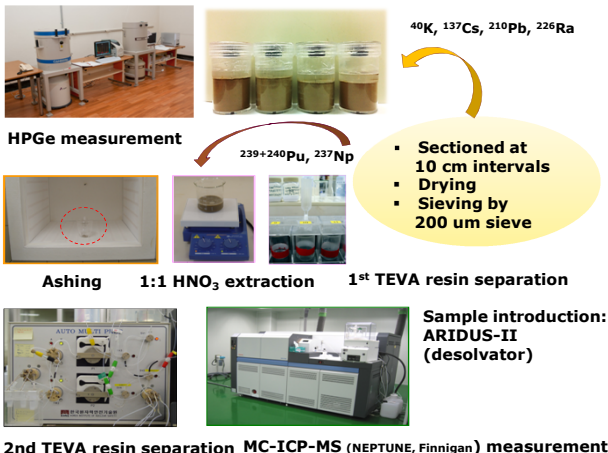 ⁴⁰K, ¹³⁷Cs, ²¹⁰Pb, ²²⁶Ra
HPGe measurement
²³⁹⁺²⁴⁰Pu, ²³⁷Np
▪ Sectioned at
10 cm intervals
▪ Drying
▪ Sieving by
200 um sieve
Ashing
1:1 HNO₃ extraction
1ˢᵗ TEVA resin separation
AUTO MULTI
Sample introduction:
ARIDUS-II
(desolvator)
2nd TEVA resin separation
MC-ICP-MS (NEPTUNE, Finnigan) measurement